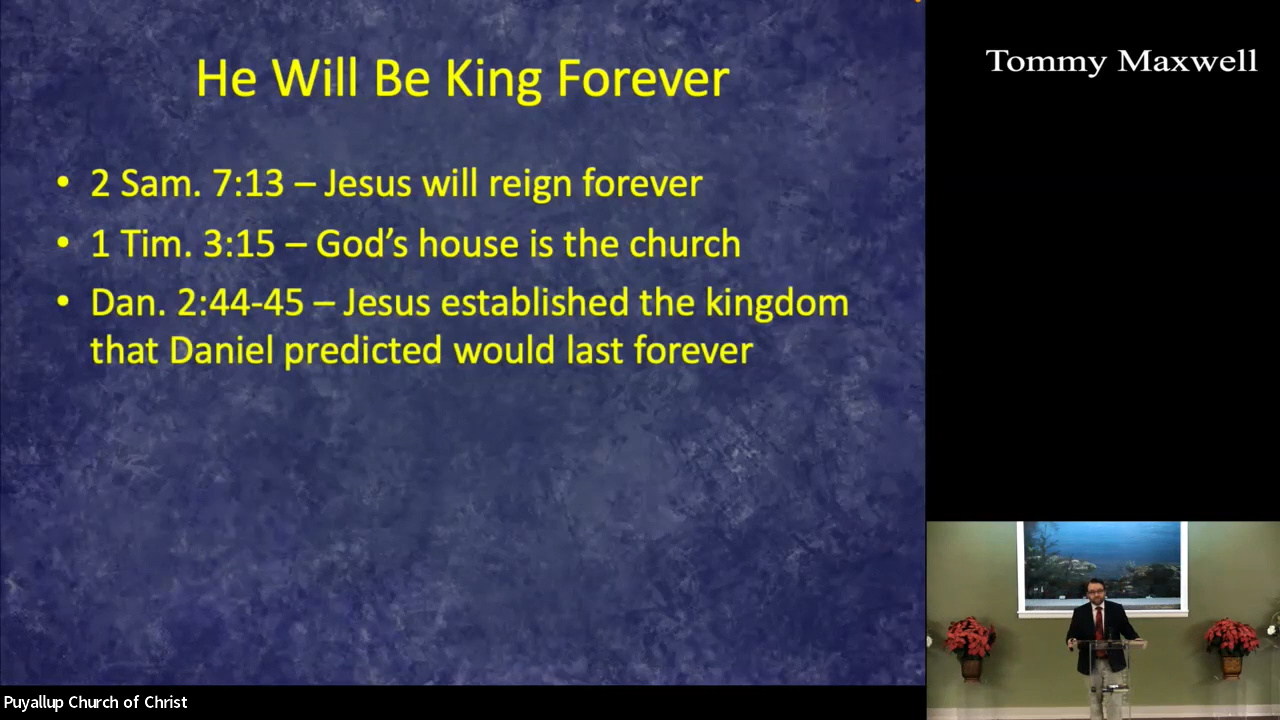 He Will Be King Forever
• 2 Sam. 7:13 – Jesus will reign forever
• 1 Tim. 3:15 – God’s house is the church
• Dan. 2:44-45 – Jesus established the kingdom
that Daniel predicted would last forever
Tommy Maxwell
Puyallup Church of Christ